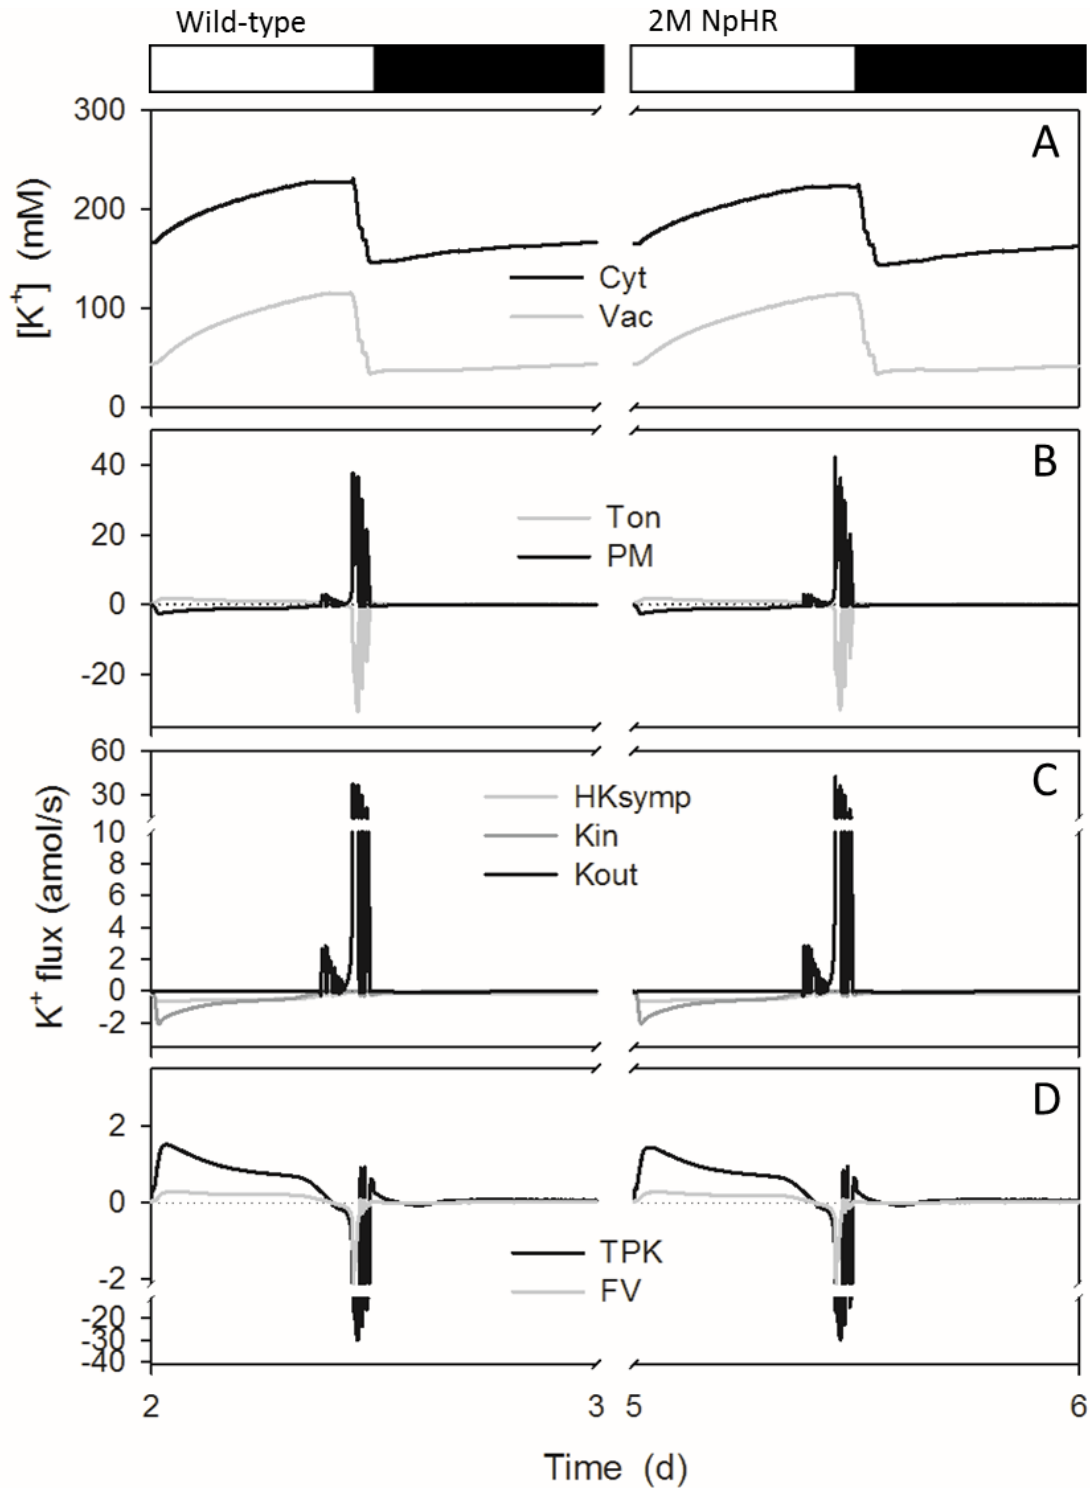 Wild-type 2M NpHR
300
A
200
[K+] (mM)
Cyt
100
Vac
0
B
40
Ton
20
PM
0
-20
60
C
30
HKsymp
10
Kin
8
Kout
6
4
2
0
-2
K+ flux (amol/s)
D
2
0
TPK
-2
FV
-20
-30
-40
2 3 5 6
Time (d)